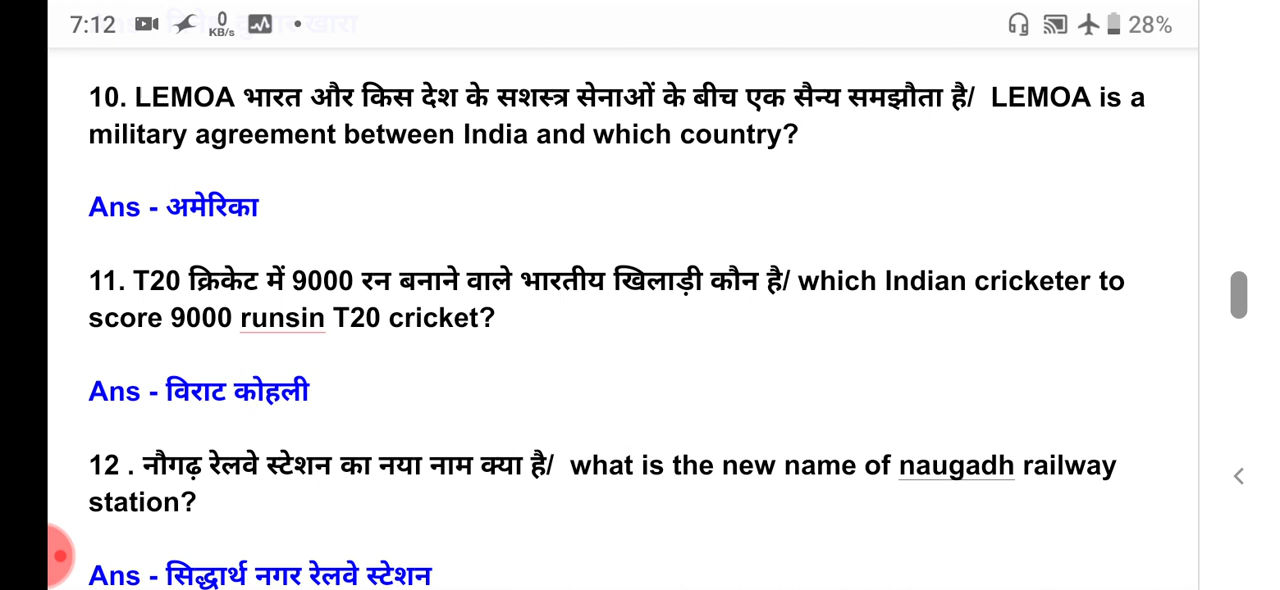 7:12 0 KB/s 28%
10. LEMOA भारत और किस देश के सशस्त्र सेनाओं के बीच एक सैन्य समझौता है/ LEMOA is a
military agreement between India and which country?
Ans - अमेरिका
11. T20 क्रिकेट में 9000 रन बनाने वाले भारतीय खिलाड़ी कौन है/ which Indian cricketer to
score 9000 runsin T20 cricket?
Ans - विराट कोहली
12 . नौगढ़ रेलवे स्टेशन का नया नाम क्या है/ what is the new name of naugadh railway
station?
Ans - सिद्धार्थ नगर रेलवे स्टेशन